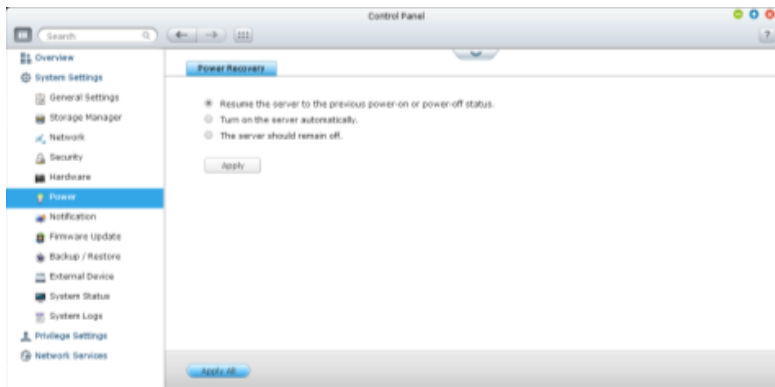 Control Panel
Search
?
Overview
System Settings
General Settings
Storage Manager
Network
Security
Hardware
Power
Notification
Firmware Update
Backup / Restore
External Device
System Status
System Logs
Privilege Settings
Network Services
Power Recovery
Resume the server to the previous power-on or power-off status.
Turn on the server automatically.
The server should remain off.
Apply
Apply All